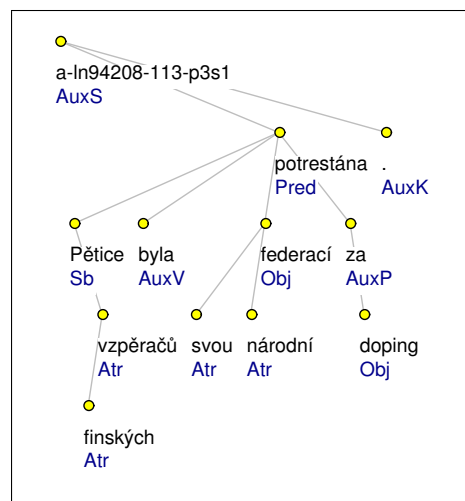 a-ln94208-113-p3s1
AuxS
potrestána .
Pred AuxK
Pětice byla federací za
Sb AuxV Obj AuxP
vzpěračů svou národní doping
Atr Atr Atr Obj
finských
Atr